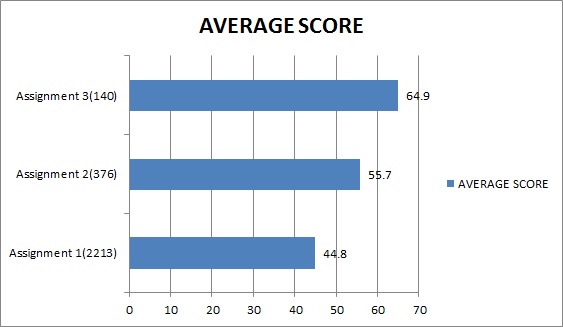 AVERAGE SCORE
Assignment 3(140)
64.9
Assignment 2(376)
55.7
AVERAGE SCORE
Assignment 1(2213)
44.8
0 10 20 30 40 50 60 70